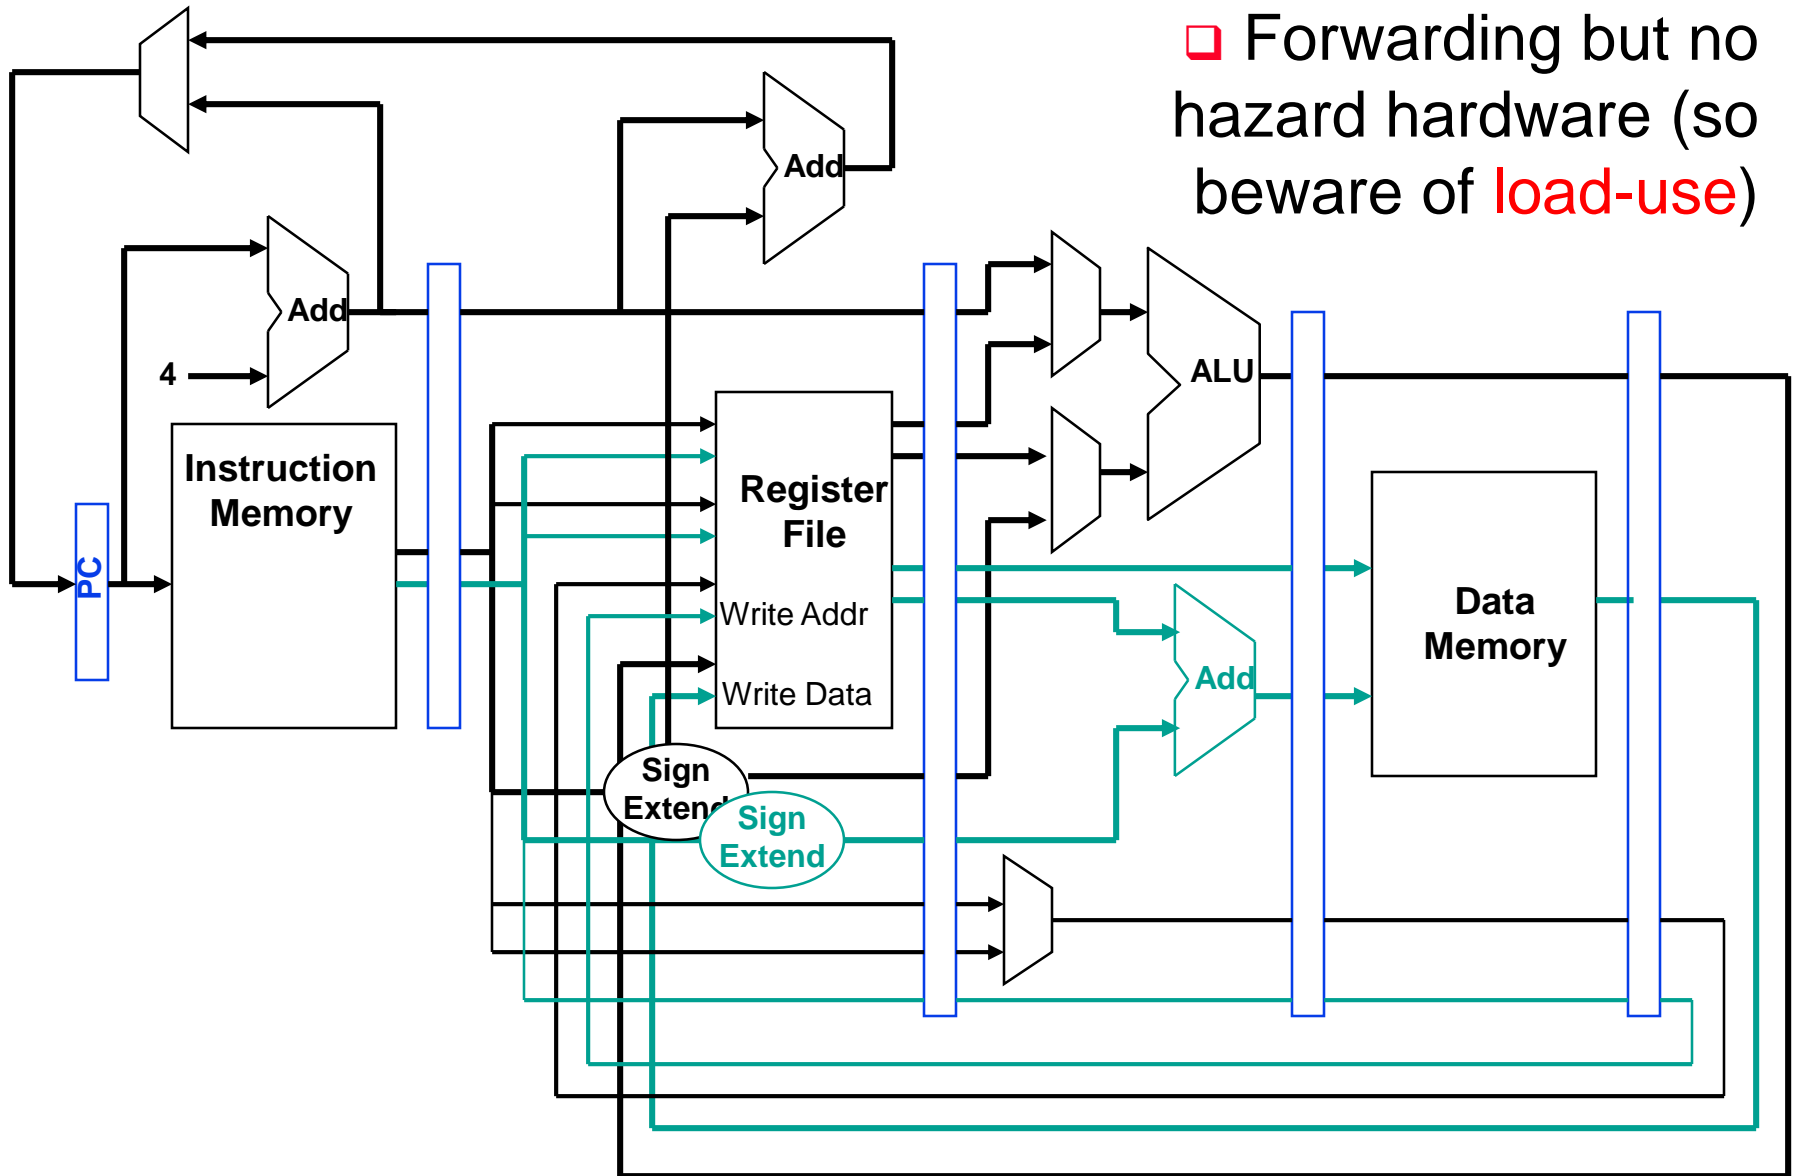 Forwarding but no
hazard hardware (so
beware of load-use)
Add
Add
4
ALU
Instruction
Memory
Register
File
PC
Write Addr
Write Data
Data
Memory
Add
Sign
Extend
Sign
Extend